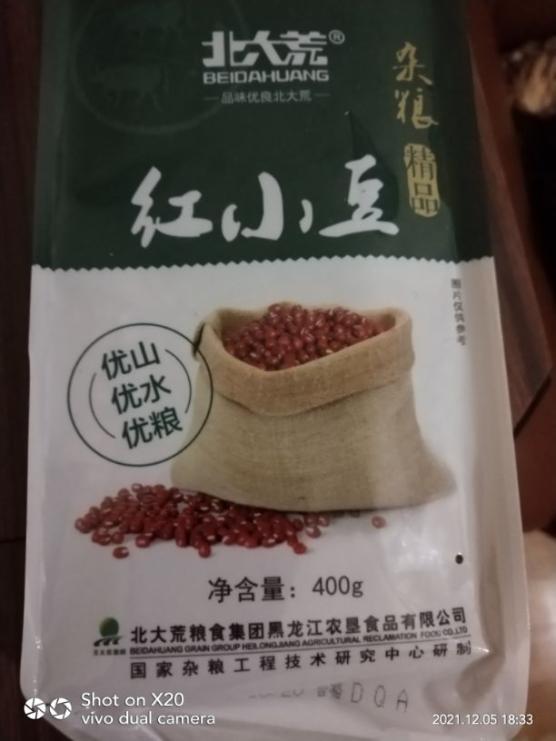 北大荒®
BEIDAHUANG
品味优良北大荒
杂粮
精品
红小豆
图片仅供参考
优山
优水
优粮
净含量：400g
北大荒粮食集团黑龙江农垦食品有限公司
BEIDAHUANG GRAIN GROUP HEILONGJIANG AGRICULTURAL RECLAMATION FOOD CO.,LTD
国家杂粮工程技术研究中心研制
DQA
Shot on X20
vivo dual camera
2021.12.05 18:33